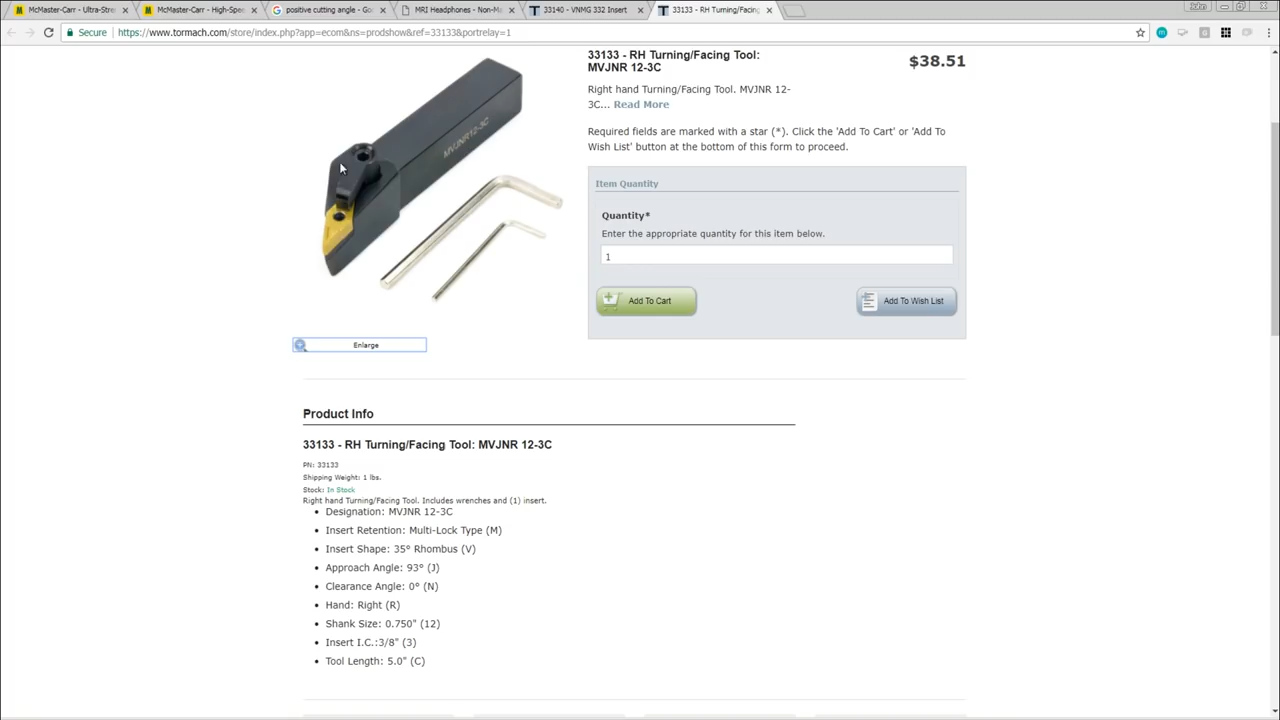 McMaster-Carr - Ultra-Stre
McMaster-Carr - High-Spee
positive cutting angle - Go
MRI Headphones - Non-M
33140 - VNMG 332 Insert
33133 - RH Turning/Facing
Secure
https://www.tormach.com/store/index.php?app=ecom&ns=prodshow&ref=33133&portrelay=1
33133 - RH Turning/Facing Tool:
MVJNR 12-3C
$38.51
Right hand Turning/Facing Tool. MVJNR 12-
3C... Read More
Required fields are marked with a star (*). Click the 'Add To Cart' or 'Add To
Wish List' button at the bottom of this form to proceed.
MVJNR12-3C
Item Quantity
Quantity*
Enter the appropriate quantity for this item below.
1
Add To Cart
Add To Wish List
Enlarge
Product Info
33133 - RH Turning/Facing Tool: MVJNR 12-3C
PN: 33133
Shipping Weight: 1 lbs.
Stock: In Stock
Right hand Turning/Facing Tool. Includes wrenches and (1) insert.
• Designation: MVJNR 12-3C
• Insert Retention: Multi-Lock Type (M)
• Insert Shape: 35° Rhombus (V)
• Approach Angle: 93° (J)
• Clearance Angle: 0° (N)
• Hand: Right (R)
• Shank Size: 0.750" (12)
• Insert I.C.:3/8" (3)
• Tool Length: 5.0" (C)